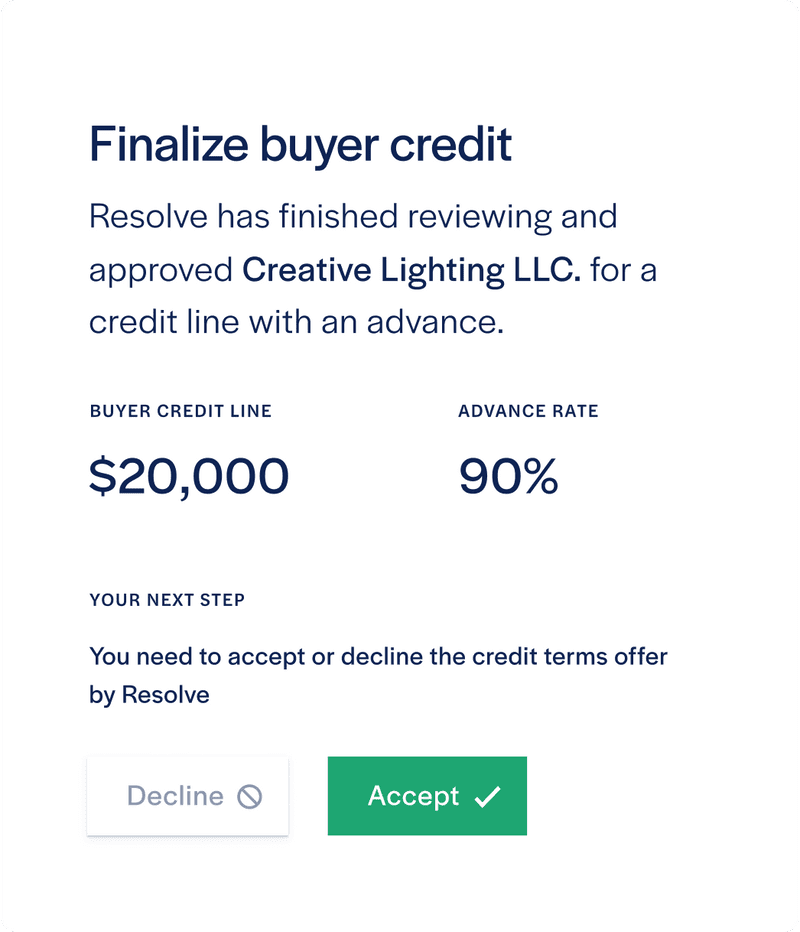 Finalize buyer credit
Resolve has finished reviewing and
approved Creative Lighting LLC. for a
credit line with an advance.
BUYER CREDIT LINE
$20,000
ADVANCE RATE
90%
YOUR NEXT STEP
You need to accept or decline the credit terms offer
by Resolve
Decline
Accept